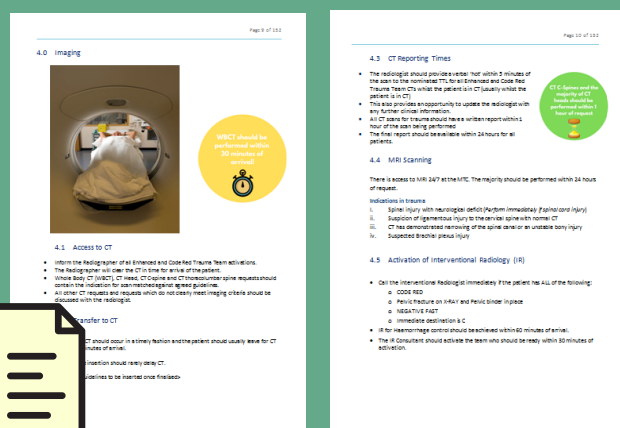 Page 9 of 153
4.0 Imaging
WBCT should be
performed within
30 minutes of
arrival!
4.1 Access to CT
Inform the Radiographer of all Enhanced and Code Red Trauma Team activations.
The Radiographer will clear the CT in time for arrival of the patient.
Whole Body CT (WBCT), CT Head, CT C-spine and CT thoracolumbar spine requests should
contain the indication for scan matched against agreed guidelines.
All other CT requests and requests which do not clearly meet imaging criteria should be
discussed with the radiologist.
Transfer to CT
CT should occur in a timely fashion and the patient should usually leave for CT
minutes of arrival.
insertion should rarely delay CT.
guidelines to be inserted once finalised>
Page 10 of 153
4.3 CT Reporting Times
The radiologist should provide a verbal 'hot' within 5 minutes
of the scan to the nominated TTL for all Enhanced and Code Red
Trauma Team CTs whilst the patient is in CT (usually whilst the
patient is in CT)
This also provides an opportunity to update the radiologist with
any further clinical information.
All CT scans for trauma should have a written report within 1
hour of the scan being performed
The final report should be available within 24 hours for all
patients.
CT C-Spines and the
majority of CT
heads should be
performed within 1
hour of request
4.4 MRI Scanning
There is access to MRI 24/7 at the MTC. The majority should be performed within 24 hours
of request.
Indications in trauma
i. Spinal injury with neurological deficit (Perform immediately if spinal cord injury)
ii. Suspicion of ligamentous injury to the cervical spine with normal CT
iii. CT has demonstrated narrowing of the spinal canal or an unstable bony injury
iv. Suspected Brachial plexus injury
4.5 Activation of Interventional Radiology (IR)
Call the interventional Radiologist immediately if the patient has ALL of the following:
o CODE RED
o Pelvic fracture on X-RAY and Pelvic binder in place
o NEGATIVE FAST
o Immediate destination is C
IR for Haemorrhage control should be achieved within 60 minutes of arrival.
The IR Consultant should activate the team who should be ready within 30 minutes of
activation.